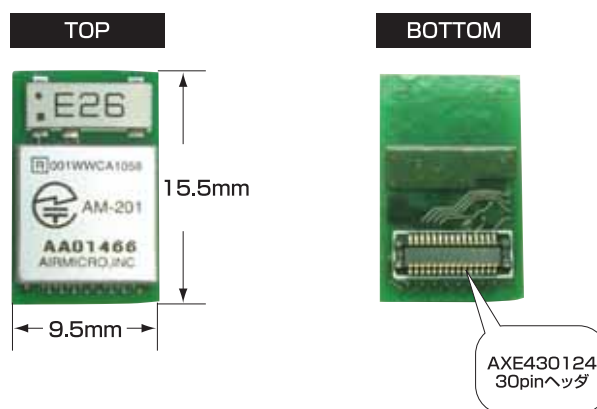 TOP
BOTTOM
:E26
R 001WWCA1058
AM-201
AA01466
AIRMICRO,INC
15.5mm
9.5mm
AXE430124
30pinヘッダ